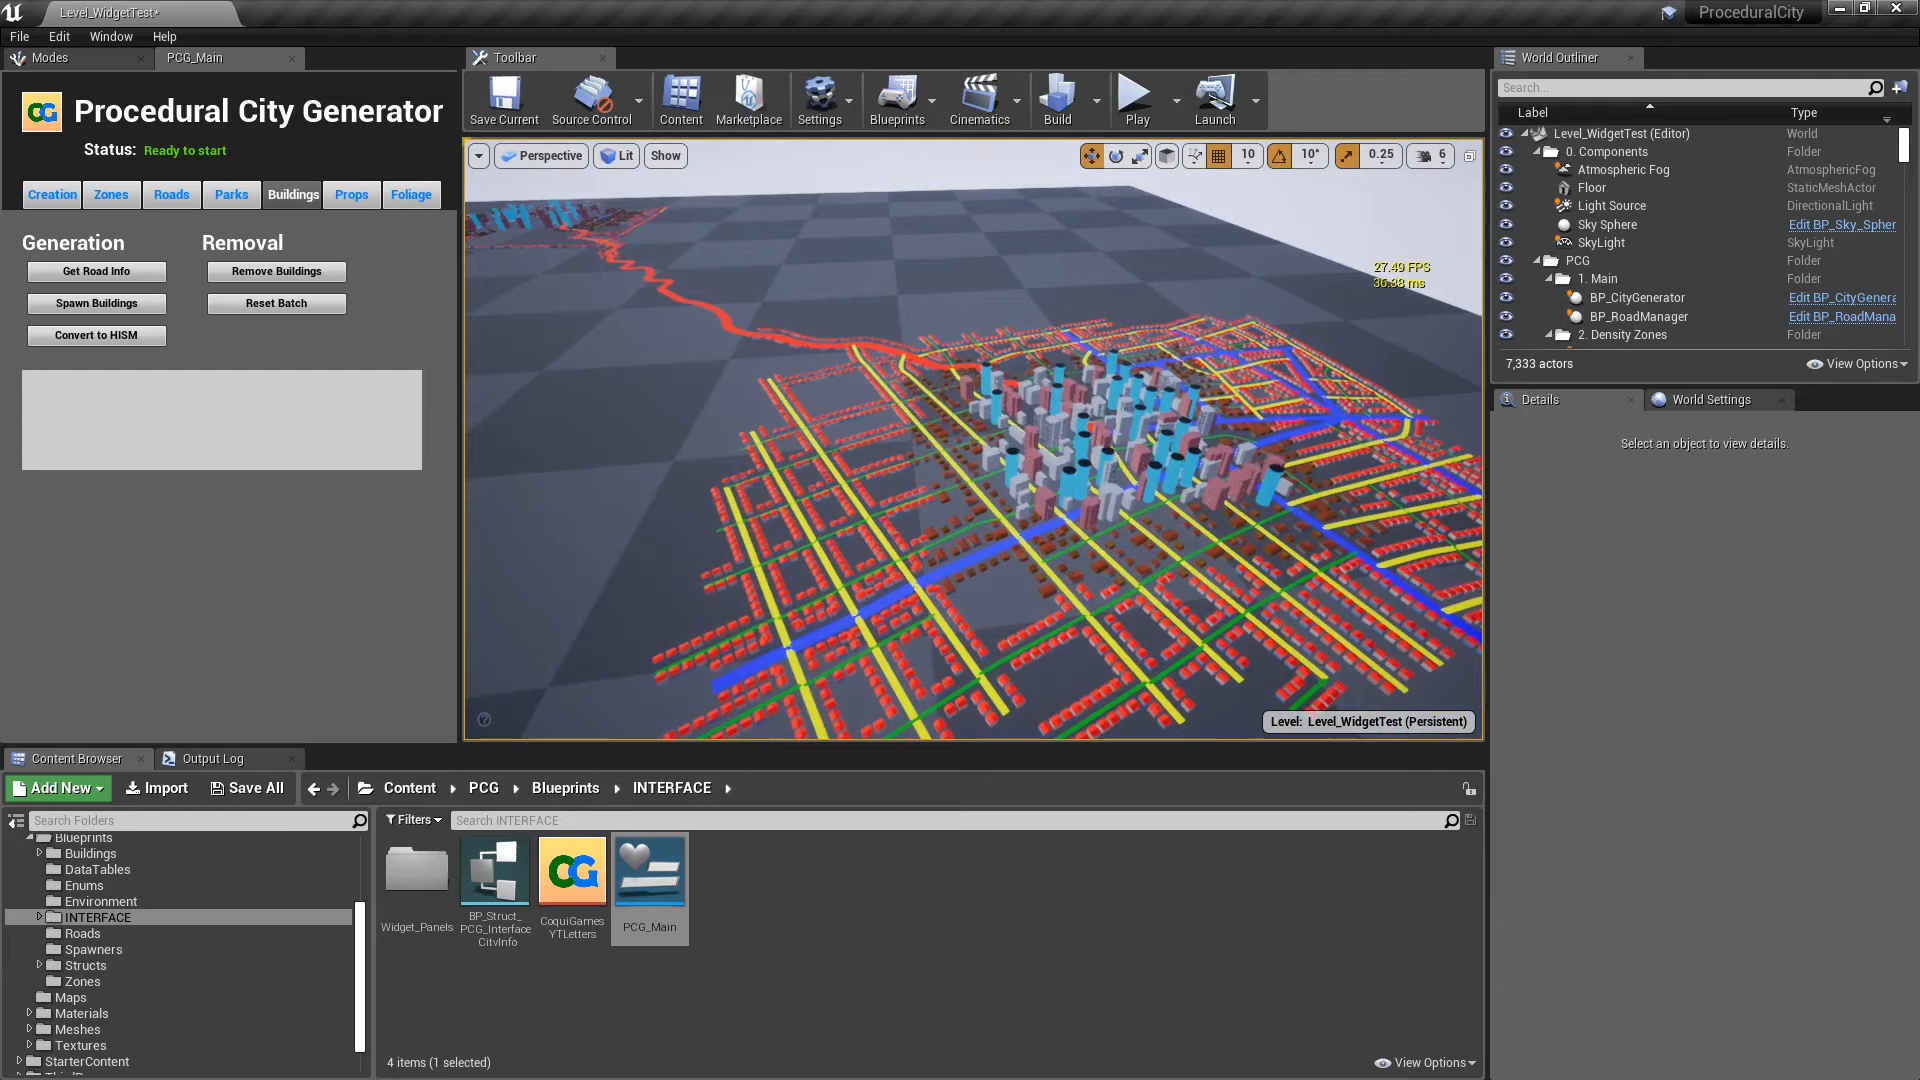 Level_WidgetTest*
ProceduralCity
File Edit Window Help
Modes
PCG_Main
CG
Procedural City Generator
Status: Ready to start
Creation Zones Roads Parks Buildings Props Foliage
Generation
Removal
Get Road Info
Remove Buildings
Spawn Buildings
Reset Batch
Convert to HISM
Toolbar
Save Current Source Control Content Marketplace Settings Blueprints Cinematics Build Play Launch
Perspective Lit Show
10 10° 0.25 6
27.49 FPS
36.38 ms
Level: Level_WidgetTest (Persistent)
World Outliner
Search...
Label Type
Level_WidgetTest (Editor) World
0. Components Folder
Atmospheric Fog AtmosphericFog
Floor StaticMeshActor
Light Source DirectionalLight
Sky Sphere Edit BP_Sky_Spher
SkyLight SkyLight
PCG Folder
1. Main Folder
BP_CityGenerator Edit BP_CityGenera
BP_RoadManager Edit BP_RoadMana
2. Density Zones Folder
7,333 actors
View Options
Details
World Settings
Select an object to view details.
Content Browser
Output Log
Add New Import Save All Content PCG Blueprints INTERFACE
Search Folders
Filters
Search INTERFACE
Blueprints
Buildings
DataTables
Enums
Environment
INTERFACE
Roads
Spawners
Structs
Zones
Maps
Materials
Meshes
Textures
StarterContent
Widget_Panels
BP_Struct_
PCG_Interface
CityInfo
CG
CoquiGames
YTLetters
PCG_Main
4 items (1 selected)
View Options